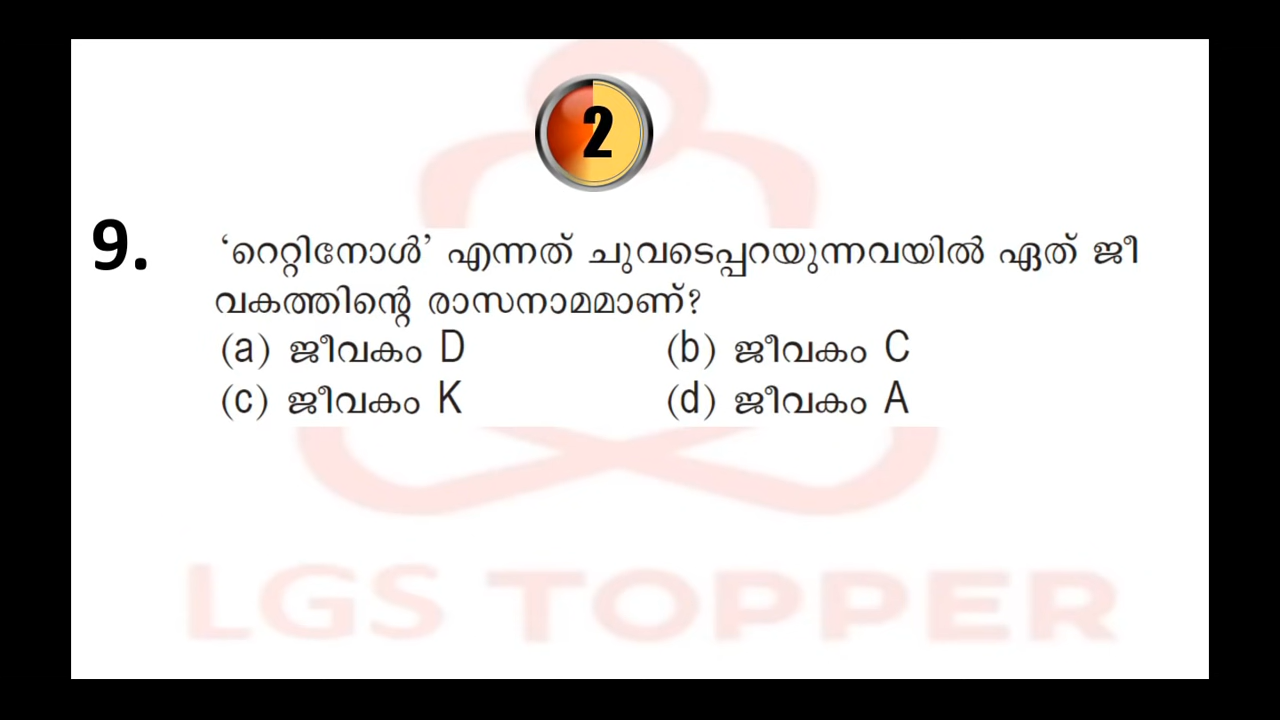 2
9. ‘റെറ്റിനോൾ’ എന്നത് ചുവടെപ്പറയുന്നവയിൽ ഏത് ജീ
വകത്തിന്റെ രാസനാമമാണ്?
(a) ജീവകം D (b) ജീവകം C
(c) ജീവകം K (d) ജീവകം A
LGS TOPPER